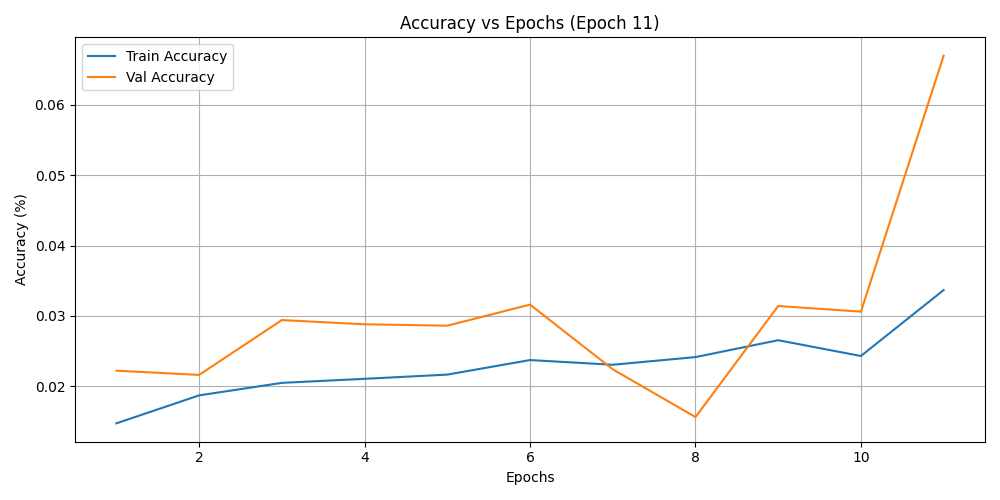 Accuracy vs Epochs (Epoch 11)
Train Accuracy
Val Accuracy
Accuracy (%)
0.06
0.05
0.04
0.03
0.02
2 4 6 8 10
Epochs